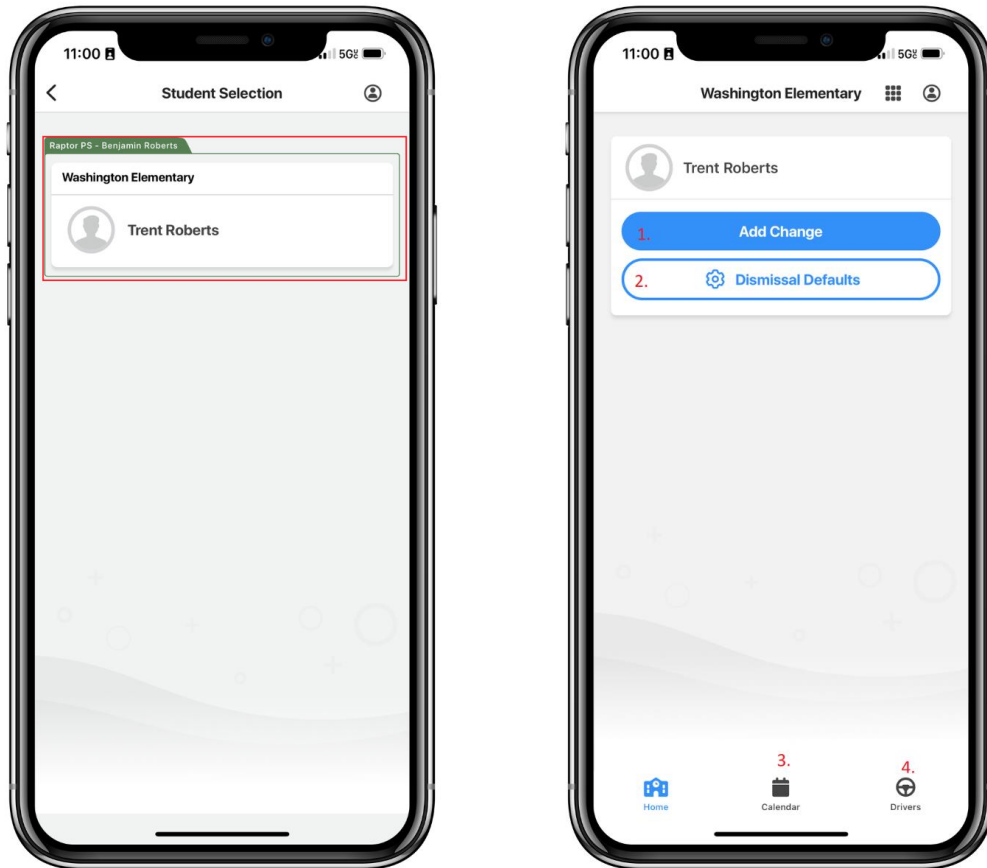 11:00
5G
Student Selection
Raptor PS - Benjamin Roberts
Washington Elementary
Trent Roberts
11:00
5G
Washington Elementary
Trent Roberts
1. Add Change
2. Dismissal Defaults
3.
4.
Home Calendar Drivers